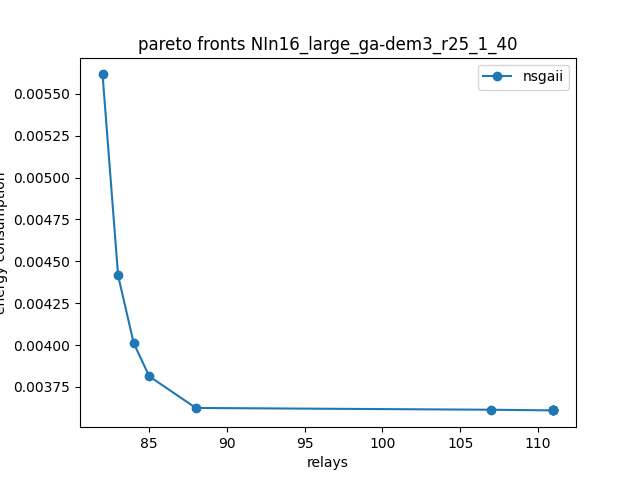 pareto fronts NIn16_large_ga-dem3_r25_1_40
nsgaii
0.00550
0.00525
0.00500
0.00475
0.00450
0.00425
0.00400
0.00375
energy consumption
85 90 95 100 105 110
relays